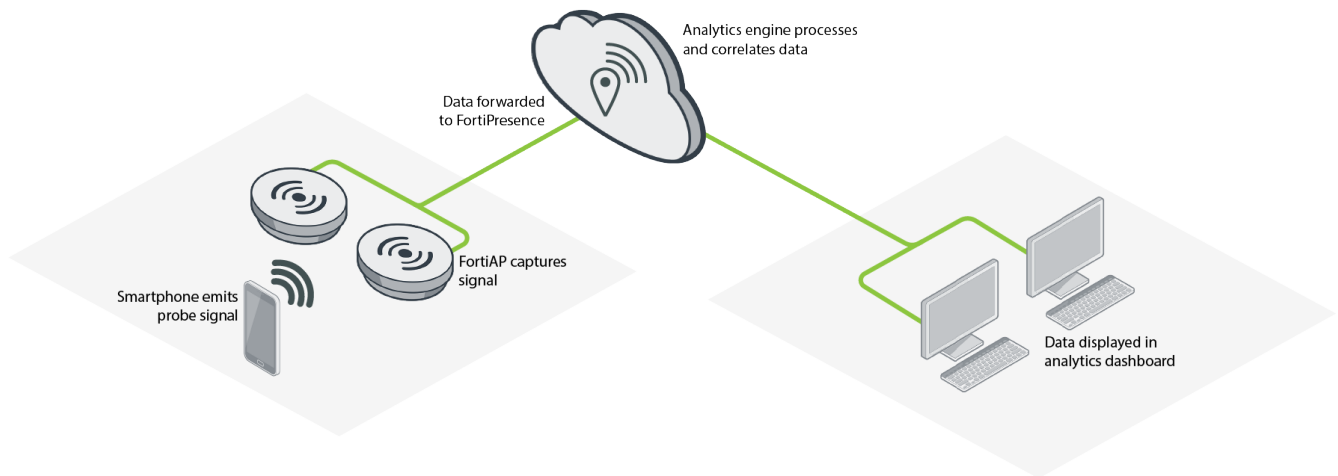 Analytics engine processes
and correlates data
Data forwarded
to FortiPresence
FortiAP captures
signal
Smartphone emits
probe signal
Data displayed in
analytics dashboard